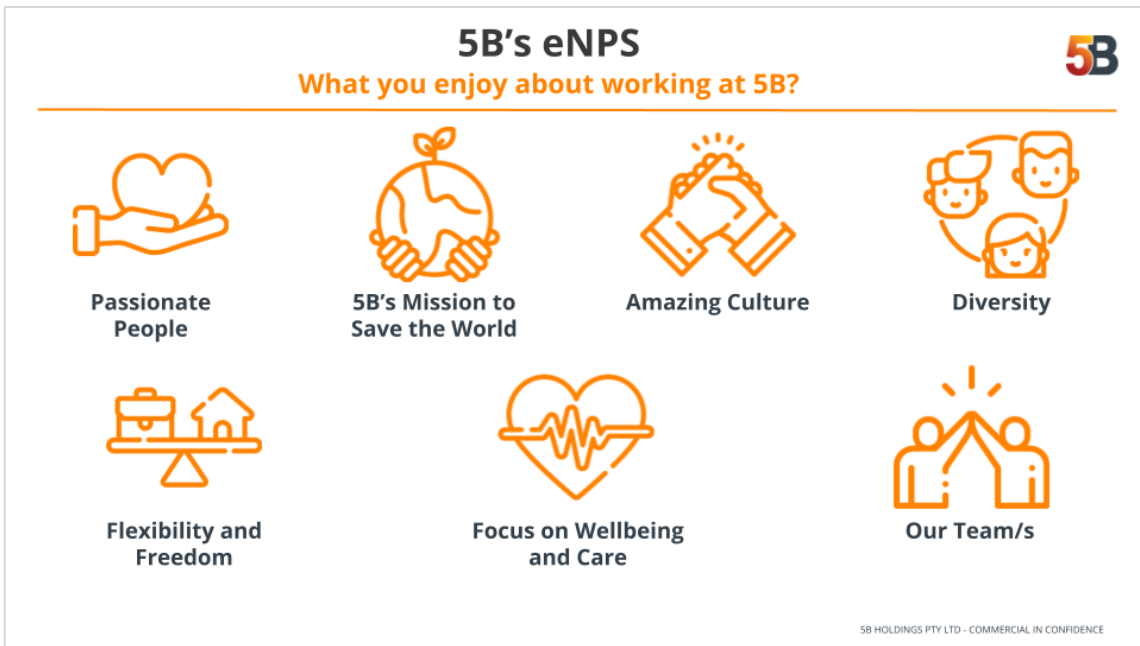 5B's eNPS
What you enjoy about working at 5B?
5B
Passionate
People
5B's Mission to
Save the World
Amazing Culture
Diversity
Flexibility and
Freedom
Focus on Wellbeing
and Care
Our Team/s
5B HOLDINGS PTY LTD - COMMERCIAL IN CONFIDENCE